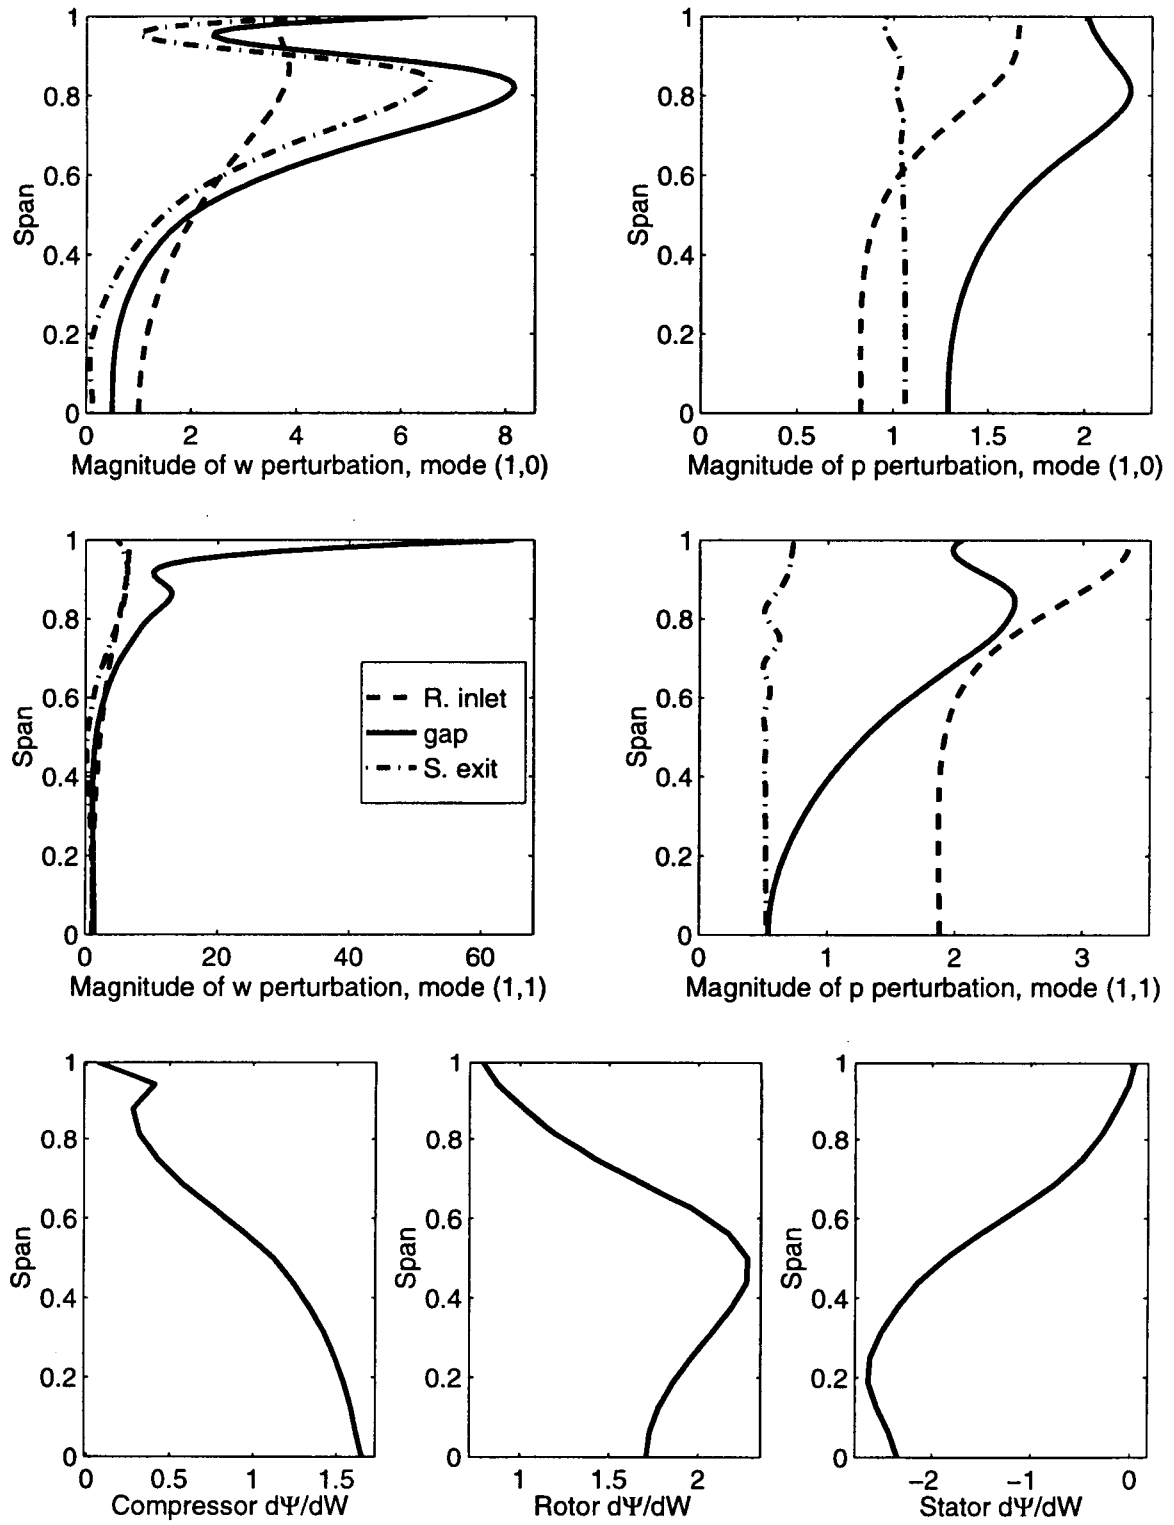 1
0.8
0.6
0.4
0.2
0
Span
0 2 4 6 8
Magnitude of w perturbation, mode (1,0)
1
0.8
0.6
0.4
0.2
0
Span
0 0.5 1 1.5 2
Magnitude of p perturbation, mode (1,0)
1
0.8
0.6
0.4
0.2
0
Span
R. inlet
gap
S. exit
0 20 40 60
Magnitude of w perturbation, mode (1,1)
1
0.8
0.6
0.4
0.2
0
Span
0 1 2 3
Magnitude of p perturbation, mode (1,1)
1
0.8
0.6
0.4
0.2
0
Span
0 0.5 1 1.5
Compressor dΨ/dW
1
0.8
0.6
0.4
0.2
0
Span
1 1.5 2
Rotor dΨ/dW
1
0.8
0.6
0.4
0.2
0
Span
−2 −1 0
Stator dΨ/dW